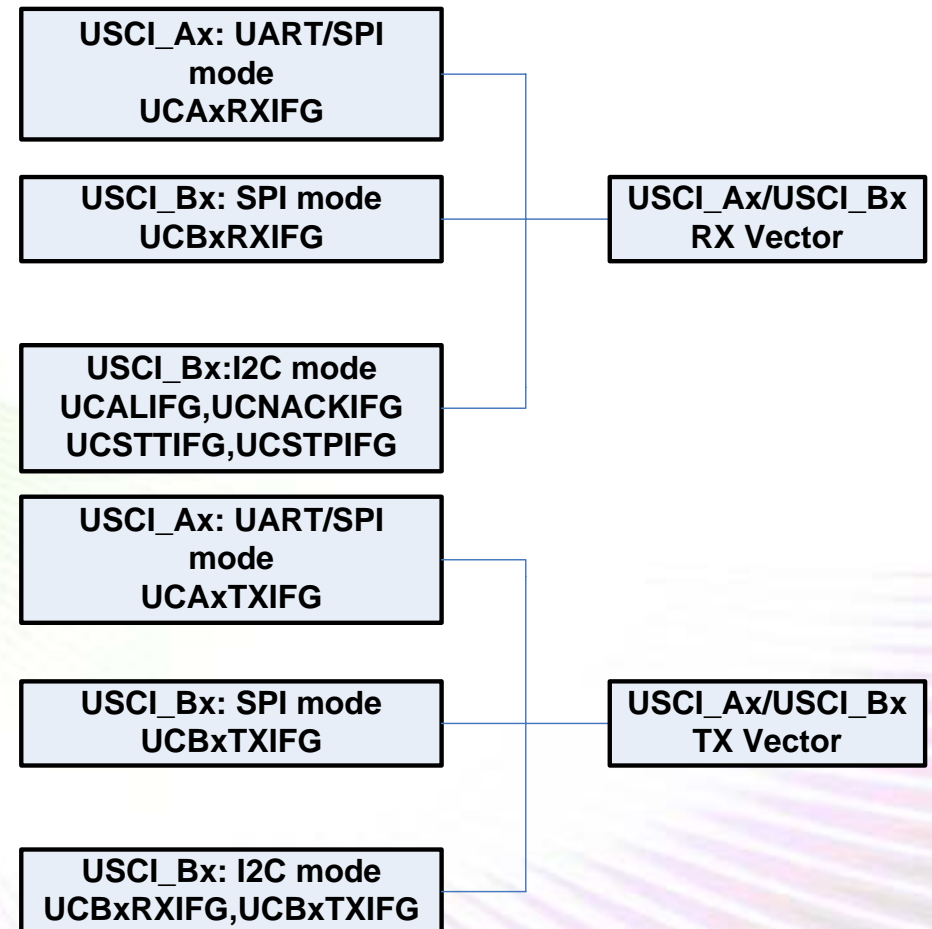 USCI_Ax: UART/SPI
mode
UCAxRXIFG
USCI_Bx: SPI mode
UCBxRXIFG
USCI_Ax/USCI_Bx
RX Vector
USCI_Bx:I2C mode
UCALIFG,UCNACKIFG
UCSTTIFG,UCSTPIFG
USCI_Ax: UART/SPI
mode
UCAxTXIFG
USCI_Bx: SPI mode
UCBxTXIFG
USCI_Ax/USCI_Bx
TX Vector
USCI_Bx: I2C mode
UCBxRXIFG,UCBxTXIFG